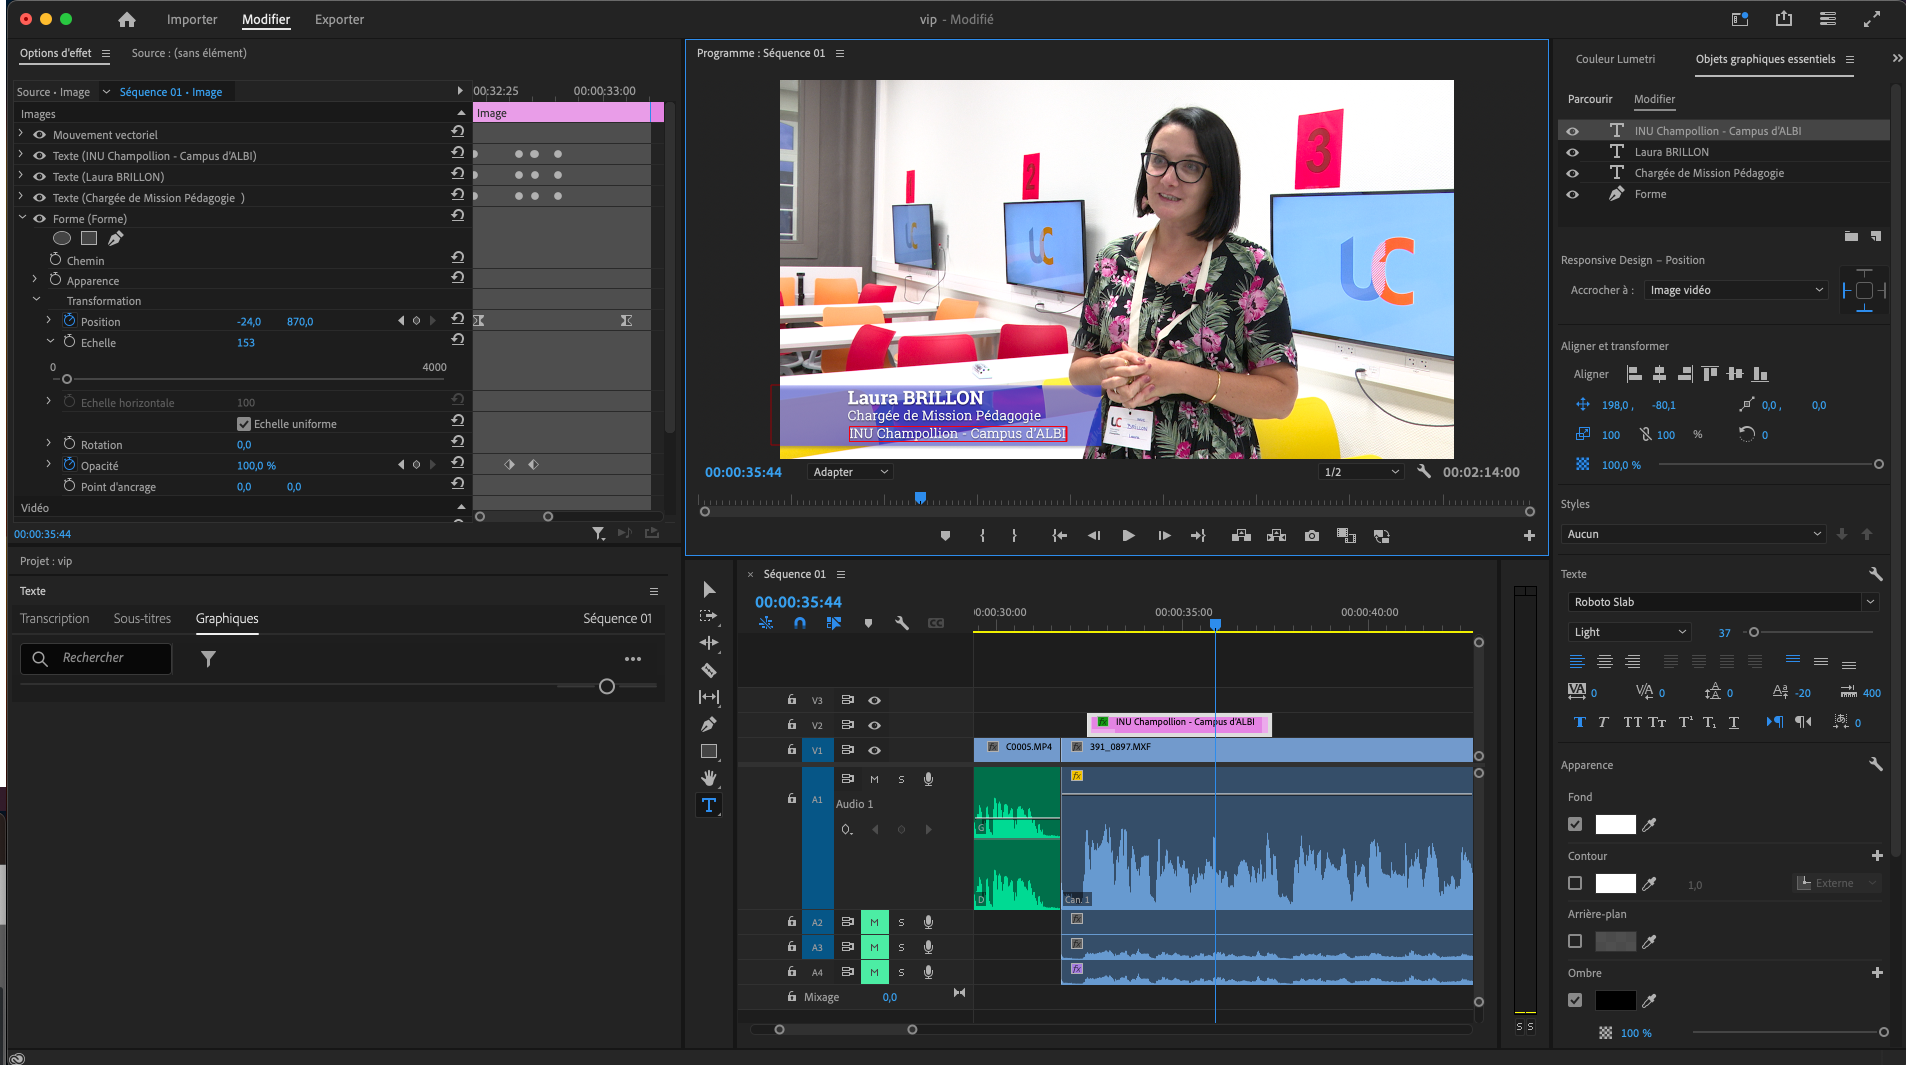 Importer
Modifier
Exporter
vip - Modifié
Options d'effet
Source : (sans élément)
Source • Image
Séquence 01 • Image
00:32:25
00:00:33:00
Images
Image
Mouvement vectoriel
Texte (INU Champollion - Campus d'ALBI)
Texte (Laura BRILLON)
Texte (Chargée de Mission Pédagogie )
Forme (Forme)
Chemin
Apparence
Transformation
Position -24,0 870,0
Echelle 153
0 4000
Echelle horizontale 100
Echelle uniforme
Rotation 0,0
Opacité 100,0 %
Point d'ancrage 0,0 0,0
Vidéo
00:00:35:44
Projet : vip
Texte
Transcription
Sous-titres
Graphiques
Séquence 01
Rechercher
Programme : Séquence 01
1
2
3
UC
UC
UC
Laura BRILLON
Chargée de Mission Pédagogie
INU Champollion - Campus d'ALBI
UC
00:00:35:44
Adapter
1/2
00:02:14:00
× Séquence 01
00:00:35:44
00:00:30:00
00:00:35:00
00:00:40:00
V3
V2
INU Champollion - Campus d'ALBI
V1
C0005.MP4
391_0897.MXF
A1
M S
Audio 1
G
D
Can. 1
A2 M S
A3 M S
A4 M S
Mixage 0,0
S S
Couleur Lumetri
Objets graphiques essentiels
Parcourir
Modifier
INU Champollion - Campus d'ALBI
Laura BRILLON
Chargée de Mission Pédagogie
Forme
Responsive Design – Position
Accrocher à : Image vidéo
Aligner et transformer
Aligner
198,0 , -80,1
0,0 , 0,0
100 100 %
0
100,0 %
Styles
Aucun
Texte
Roboto Slab
Light
37
0 0 0 -20 400
0
Apparence
Fond
Contour
1,0
Externe
Arrière-plan
Ombre
100 %